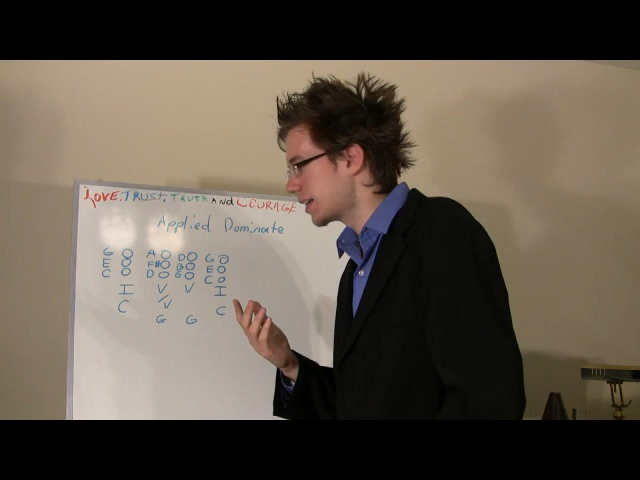 LOVE, TRUST, TRUTH AND COURAGE
Applied Dominate
G O A O D O G O
E O F# O B O E O
C O D O G O C O
I V/V V I
C G G C